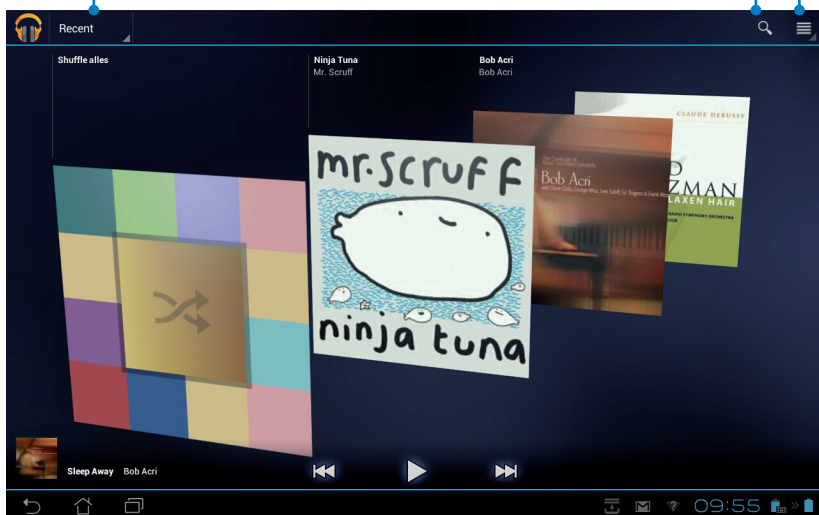 Recent
Shuffle alles
Ninja Tuna
Mr. Scruff
Bob Acri
Bob Acri
mr.scruff
ninja tuna
Bob Acri
CLAUDE DEBUSSY
ZMAN
LAXEN HAIR
Sleep Away Bob Acri
09:55